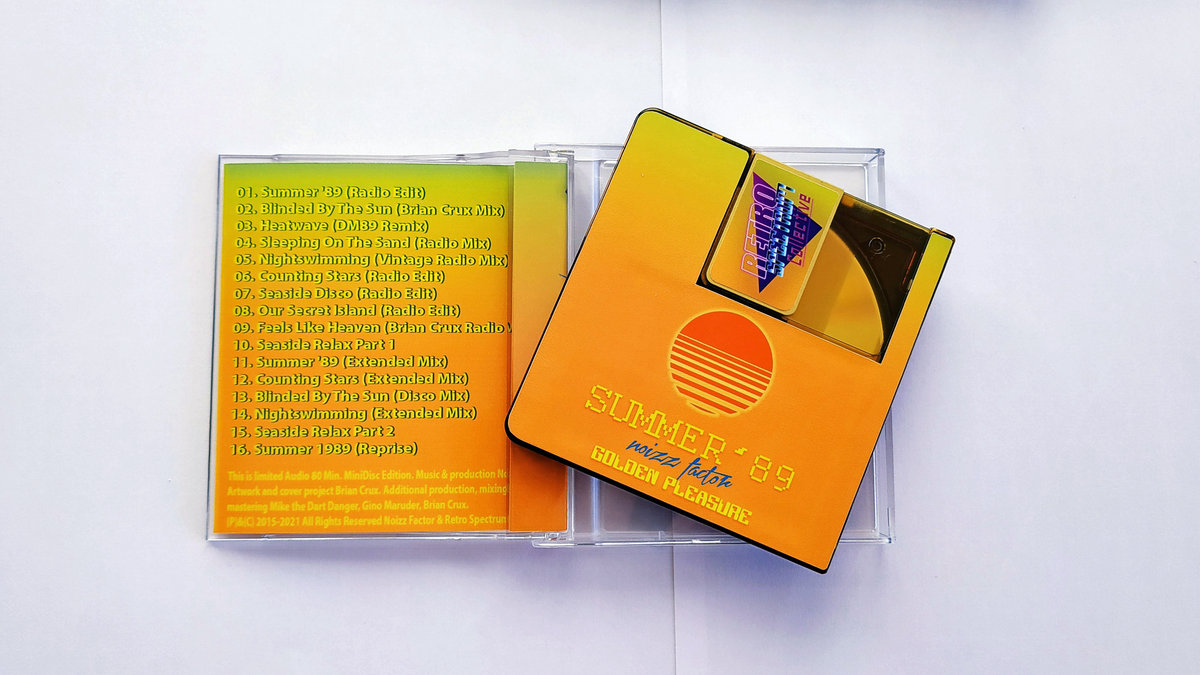 01. Summer '89 (Radio Edit)
02. Blinded By The Sun (Brian Crux Mix)
03. Heatwave (DM89 Remix)
04. Sleeping On The Sand (Radio Mix)
05. Nightswimming (Vintage Radio Mix)
06. Counting Stars (Radio Edit)
07. Seaside Disco (Radio Edit)
08. Our Secret Island (Radio Edit)
09. Feels Like Heaven (Brian Crux Radio
10. Seaside Relax Part 1
11. Summer '89 (Extended Mix)
12. Counting Stars (Extended Mix)
13. Blinded By The Sun (Disco Mix)
14. Nightswimming (Extended Mix)
15. Seaside Relax Part 2
16. Summer 1989 (Reprise)
This is limited Audio 80 Min. MiniDisc Edition. Music & production
Artwork and cover project Brian Crux. Additional production, mixing
mastering Mike the Dart Danger, Gino Maruder, Brian Crux.
(P)&(C) 2015-2021 All Rights Reserved Noizz Factor & Retro Spectrum
RETRO
SPECTRUM
COLLECTIVE
SUMMER '89
noizz factor
GOLDEN PLEASURE